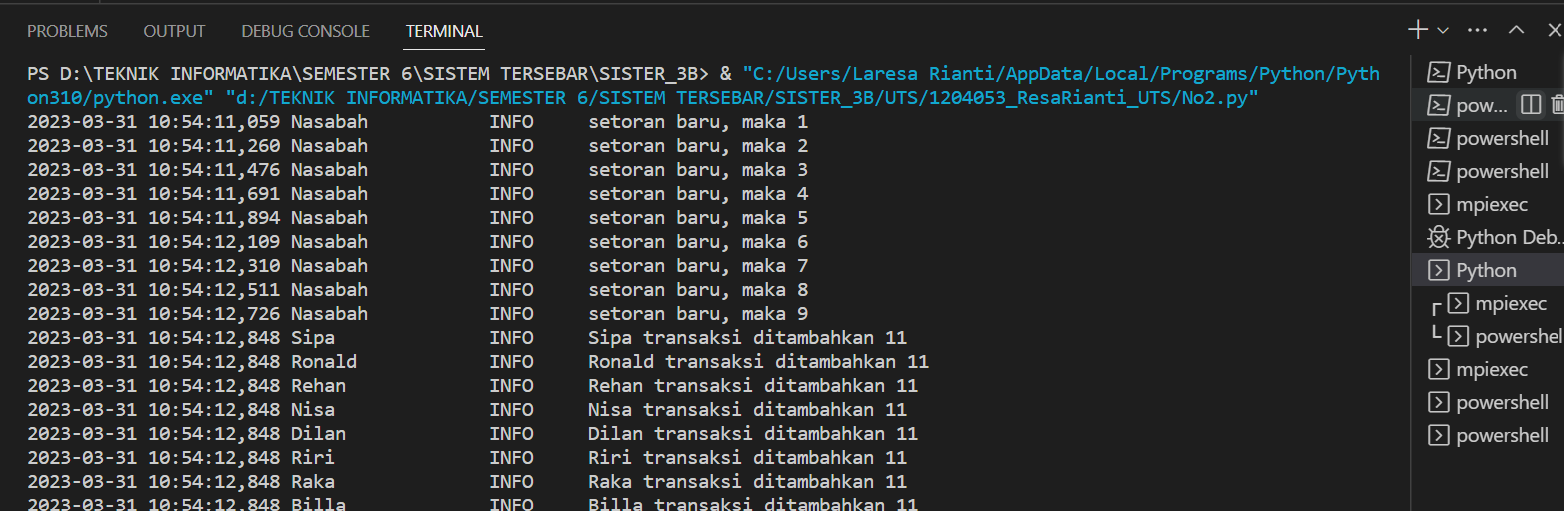 PROBLEMS OUTPUT DEBUG CONSOLE TERMINAL
PS D:\TEKNIK INFORMATIKA\SEMESTER 6\SISTEM TERSEBAR\SISTER_3B> & "C:/Users/Laresa Rianti/AppData/Local/Programs/Python/Pyth
on310/python.exe" "d:/TEKNIK INFORMATIKA/SEMESTER 6/SISTEM TERSEBAR/SISTER_3B/UTS/1204053_ResaRianti_UTS/No2.py"
2023-03-31 10:54:11,059 Nasabah INFO setoran baru, maka 1
2023-03-31 10:54:11,260 Nasabah INFO setoran baru, maka 2
2023-03-31 10:54:11,476 Nasabah INFO setoran baru, maka 3
2023-03-31 10:54:11,691 Nasabah INFO setoran baru, maka 4
2023-03-31 10:54:11,894 Nasabah INFO setoran baru, maka 5
2023-03-31 10:54:12,109 Nasabah INFO setoran baru, maka 6
2023-03-31 10:54:12,310 Nasabah INFO setoran baru, maka 7
2023-03-31 10:54:12,511 Nasabah INFO setoran baru, maka 8
2023-03-31 10:54:12,726 Nasabah INFO setoran baru, maka 9
2023-03-31 10:54:12,848 Sipa INFO Sipa transaksi ditambahkan 11
2023-03-31 10:54:12,848 Ronald INFO Ronald transaksi ditambahkan 11
2023-03-31 10:54:12,848 Rehan INFO Rehan transaksi ditambahkan 11
2023-03-31 10:54:12,848 Nisa INFO Nisa transaksi ditambahkan 11
2023-03-31 10:54:12,848 Dilan INFO Dilan transaksi ditambahkan 11
2023-03-31 10:54:12,848 Riri INFO Riri transaksi ditambahkan 11
2023-03-31 10:54:12,848 Raka INFO Raka transaksi ditambahkan 11
2023-03-31 10:54:12,848 Billa INFO Billa transaksi ditambahkan 11
Python
pow...
powershell
powershell
mpiexec
Python Deb...
Python
mpiexec
powershel
mpiexec
powershell
powershell